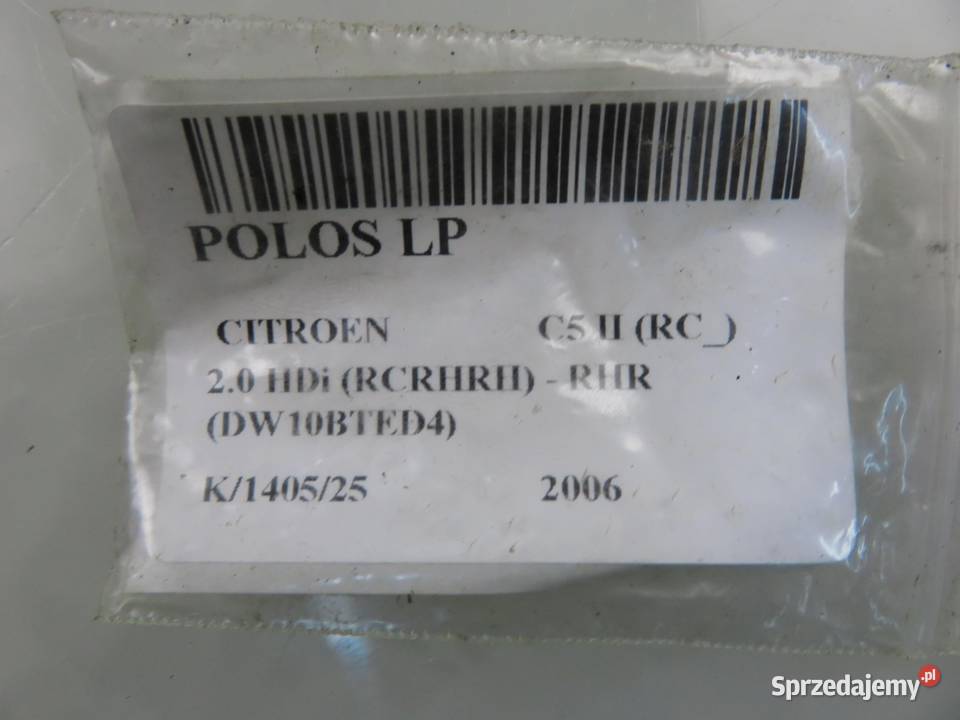 POLOS LP
CITROEN C5 II (RC_)
2.0 HDi (RCRHRH) - RHR
(DW10BTED4)
K/1405/25 2006
Sprzedajemy.pl